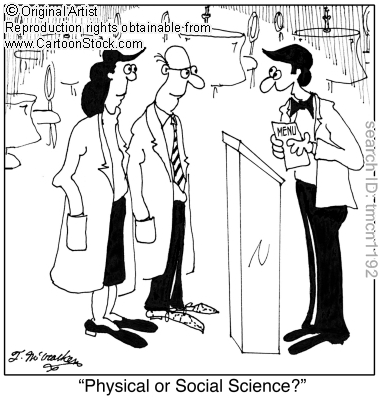 © Original Artist
Reproduction rights obtainable from
www.CartoonStock.com
MENU
search ID: tmcn1192
"Physical or Social Science?"